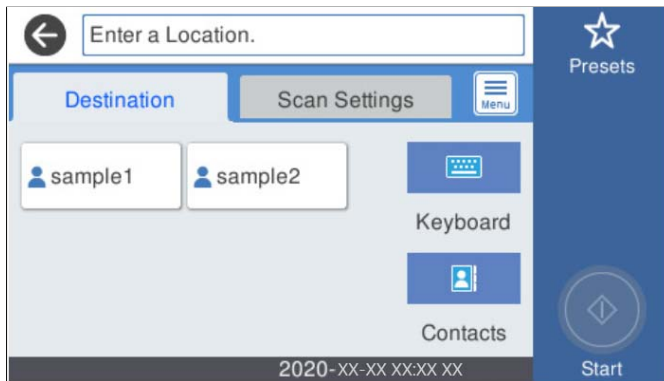 Enter a Location.
Presets
Destination
Scan Settings
Menu
sample1
sample2
Keyboard
Contacts
2020-XX-XX XX:XX XX
Start